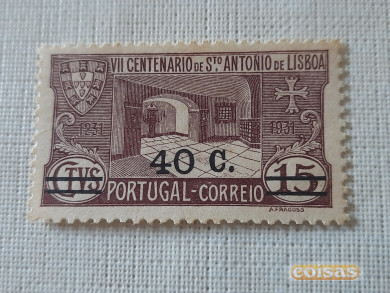 VII CENTENARIO DE STO ANTONIO DE LISBOA
1231 1931
40 C.
CTVS 15
PORTUGAL-CORREIO
coisas